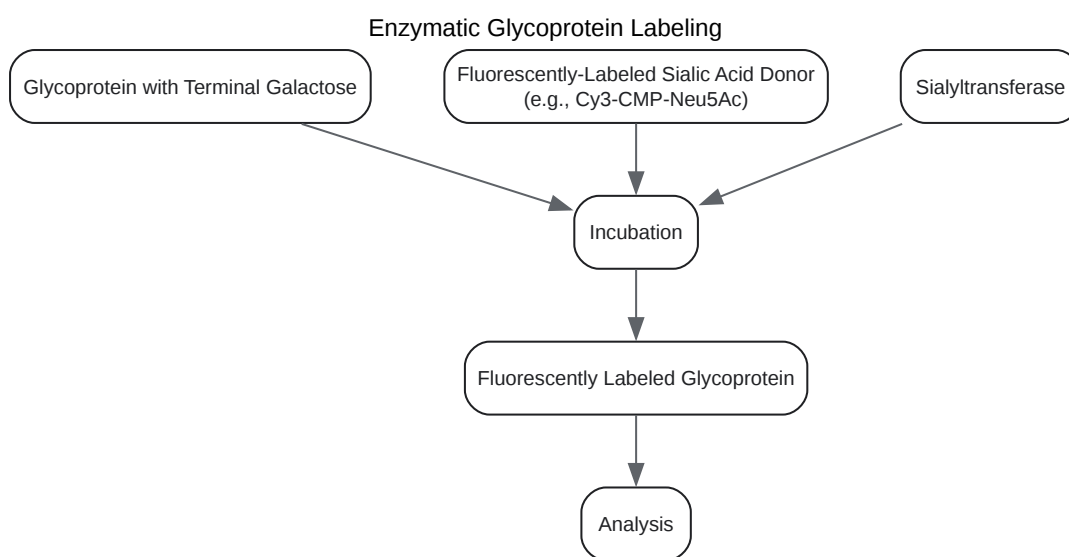 Enzymatic Glycoprotein Labeling
Glycoprotein with Terminal Galactose
Fluorescently-Labeled Sialic Acid Donor
(e.g., Cy3-CMP-Neu5Ac)
Sialyltransferase
Incubation
Fluorescently Labeled Glycoprotein
Analysis